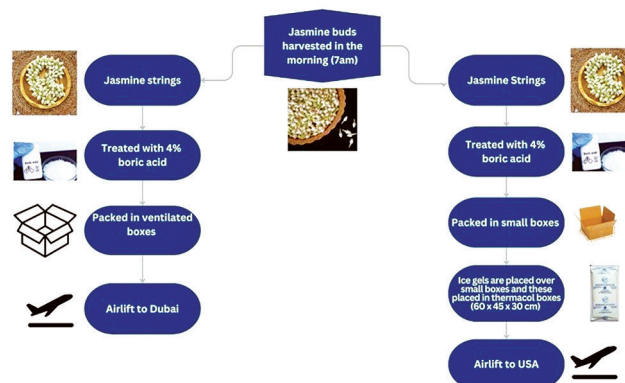 Jasmine buds
harvested in the
morning (7am)
Jasmine strings
Treated with 4%
boric acid
Packed in ventilated
boxes
Airlift to Dubai
Jasmine Strings
Treated with 4%
boric acid
Packed in small boxes
Ice gels are placed over
small boxes and these
placed in thermacol boxes
(60 x 45 x 30 cm)
Airlift to USA